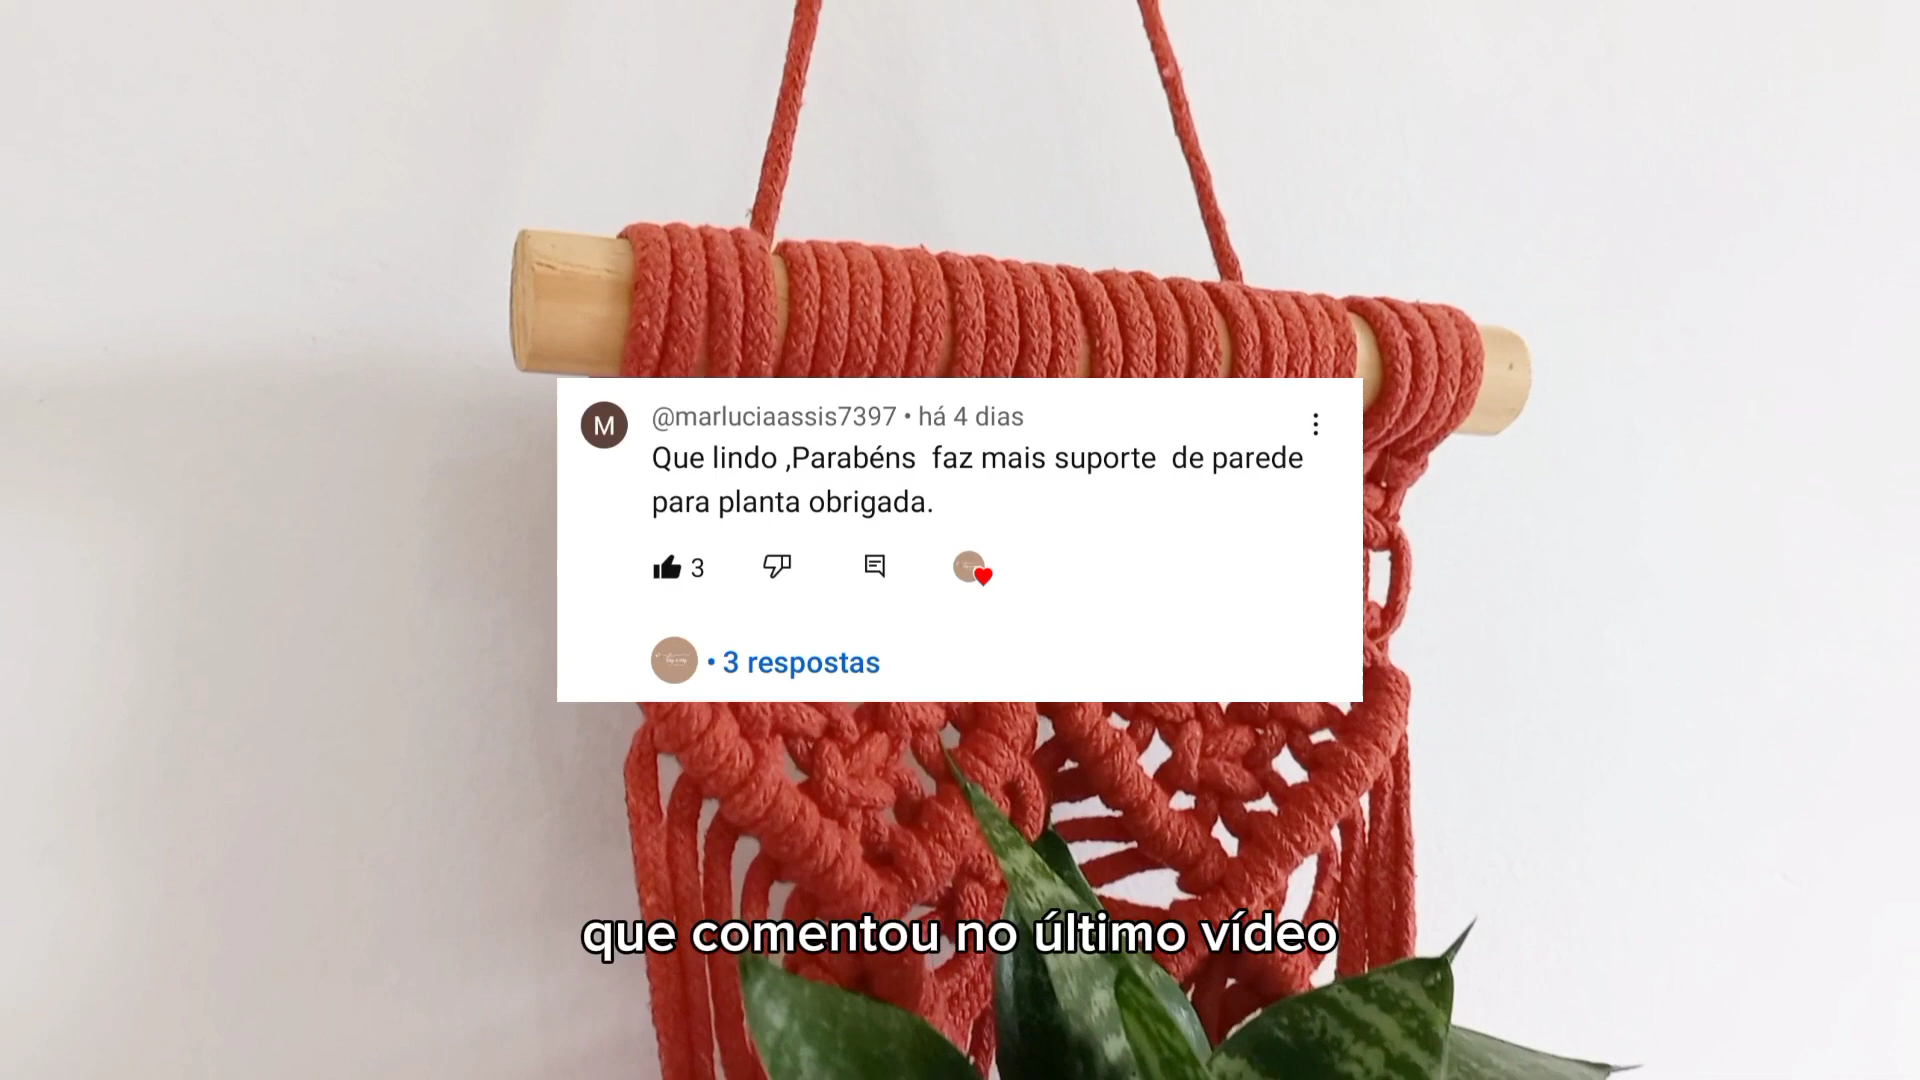 M
@marluciaassis7397 • há 4 dias
Que lindo ,Parabéns  faz mais suporte  de parede
para planta obrigada.
3
• 3 respostas
que comentou no último vídeo